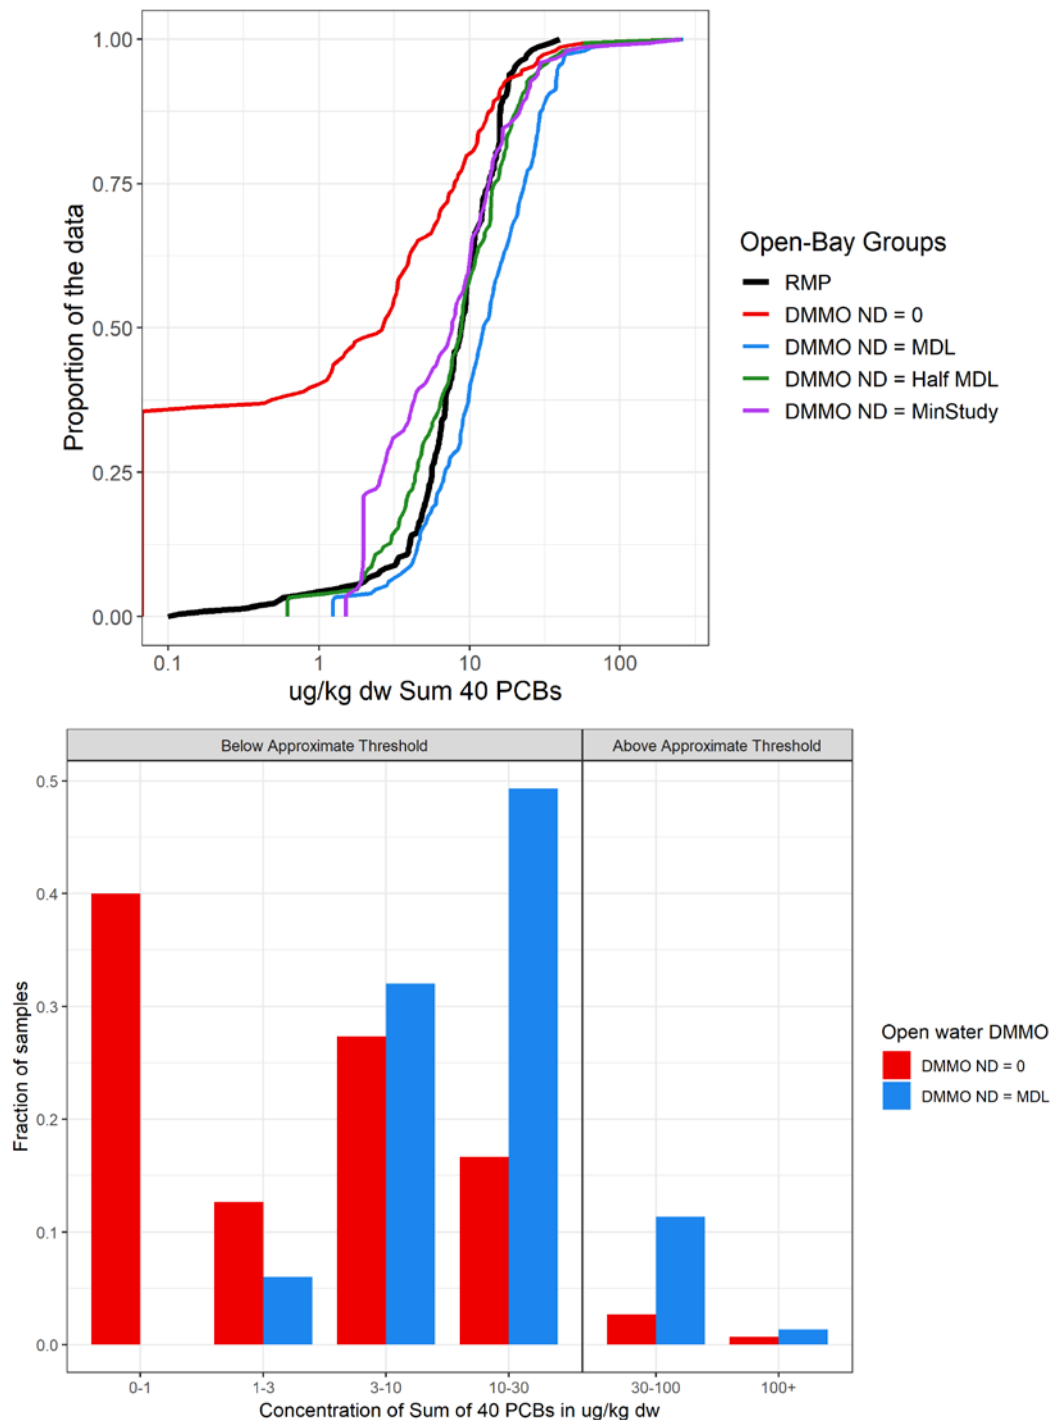 1.00
0.75
0.50
0.25
0.00
Proportion of the data
0.1 1 10 100
ug/kg dw Sum 40 PCBs
Open-Bay Groups
RMP
DMMO ND = 0
DMMO ND = MDL
DMMO ND = Half MDL
DMMO ND = MinStudy
Below Approximate Threshold
Above Approximate Threshold
0.5
0.4
0.3
0.2
0.1
0.0
Fraction of samples
0-1 1-3 3-10 10-30 30-100 100+
Concentration of Sum of 40 PCBs in ug/kg dw
Open water DMMO
DMMO ND = 0
DMMO ND = MDL